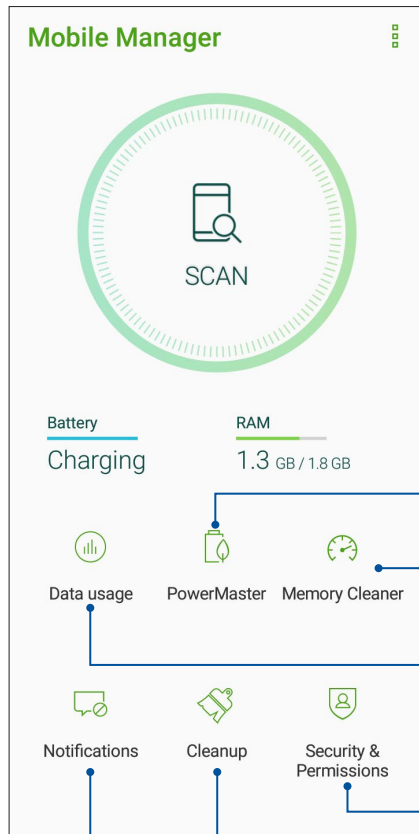 Mobile Manager
SCAN
Battery
RAM
Charging
1.3 GB / 1.8 GB
Data usage
PowerMaster
Memory Cleaner
Notifications
Cleanup
Security &
Permissions